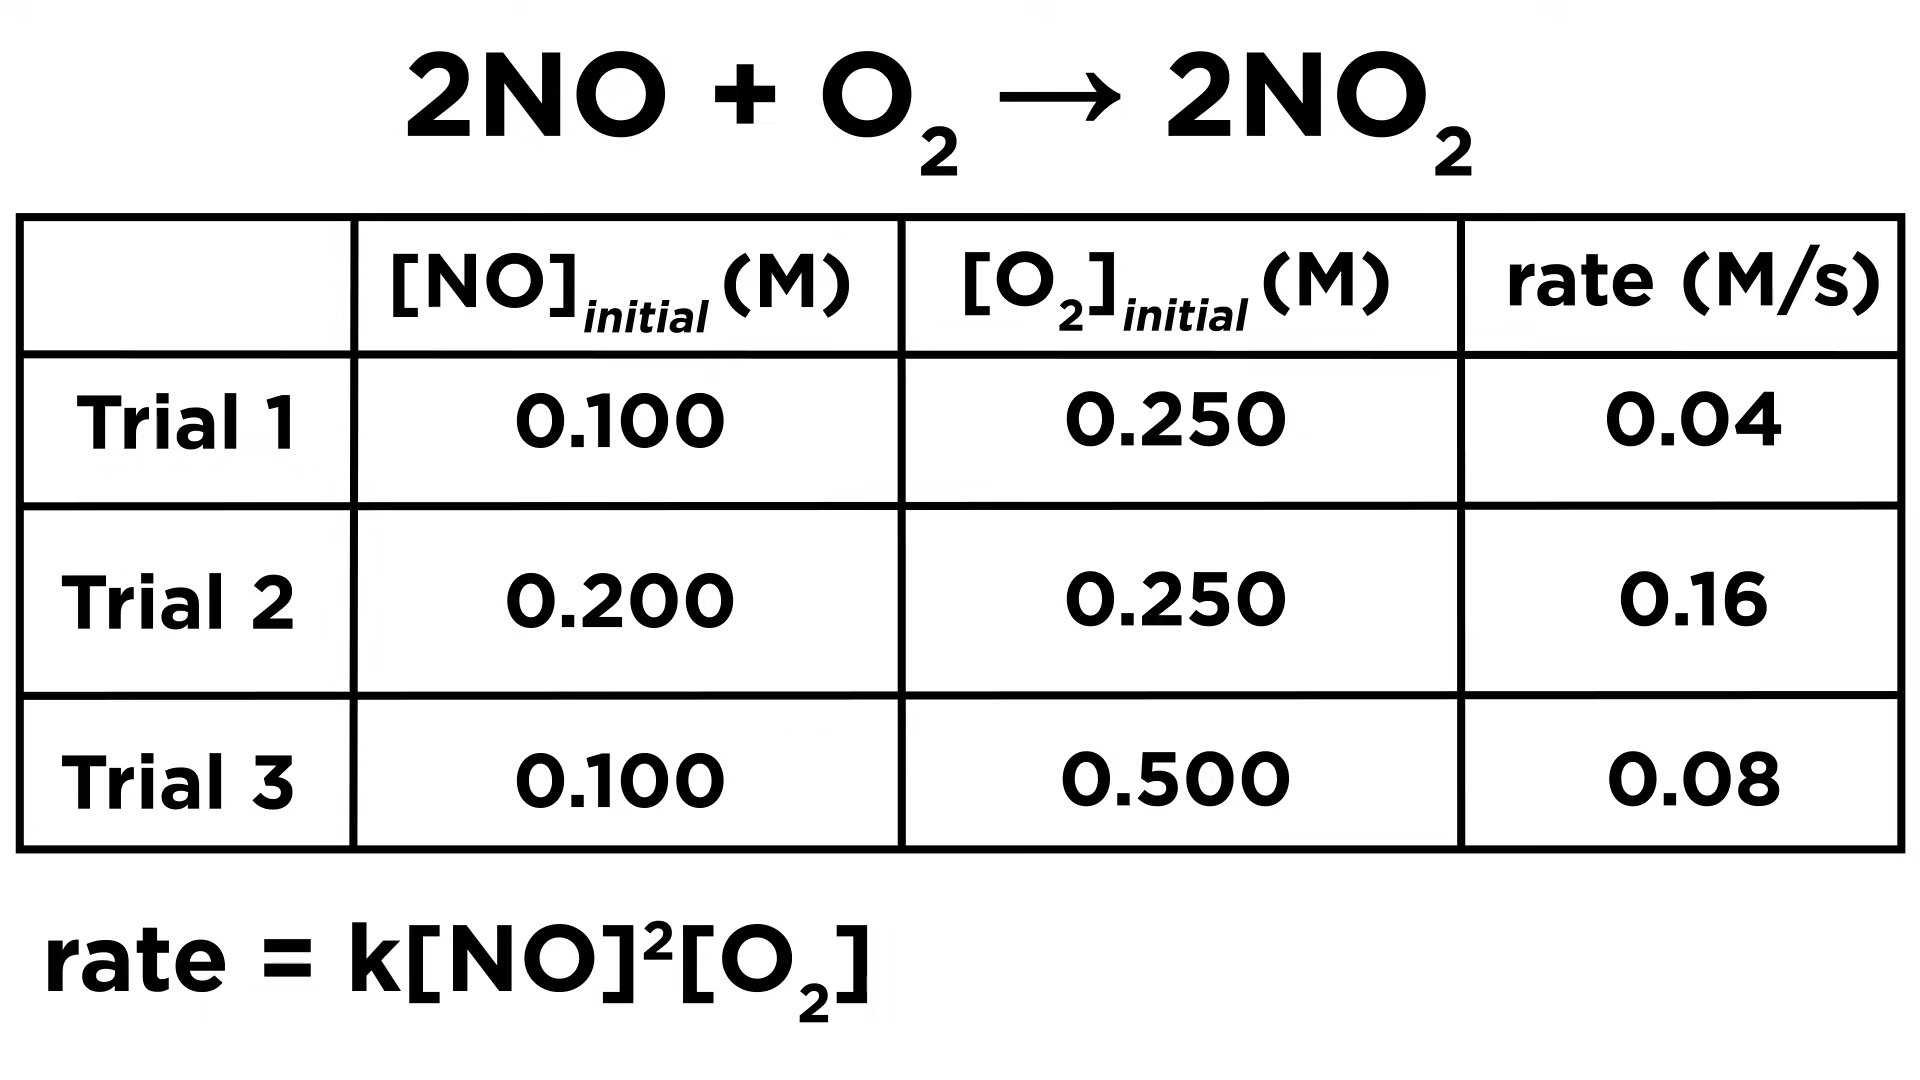 2NO + O₂ → 2NO₂
[NO]initial (M) [O₂]initial (M) rate (M/s)
Trial 1 0.100 0.250 0.04
Trial 2 0.200 0.250 0.16
Trial 3 0.100 0.500 0.08
rate = k[NO]²[O₂]